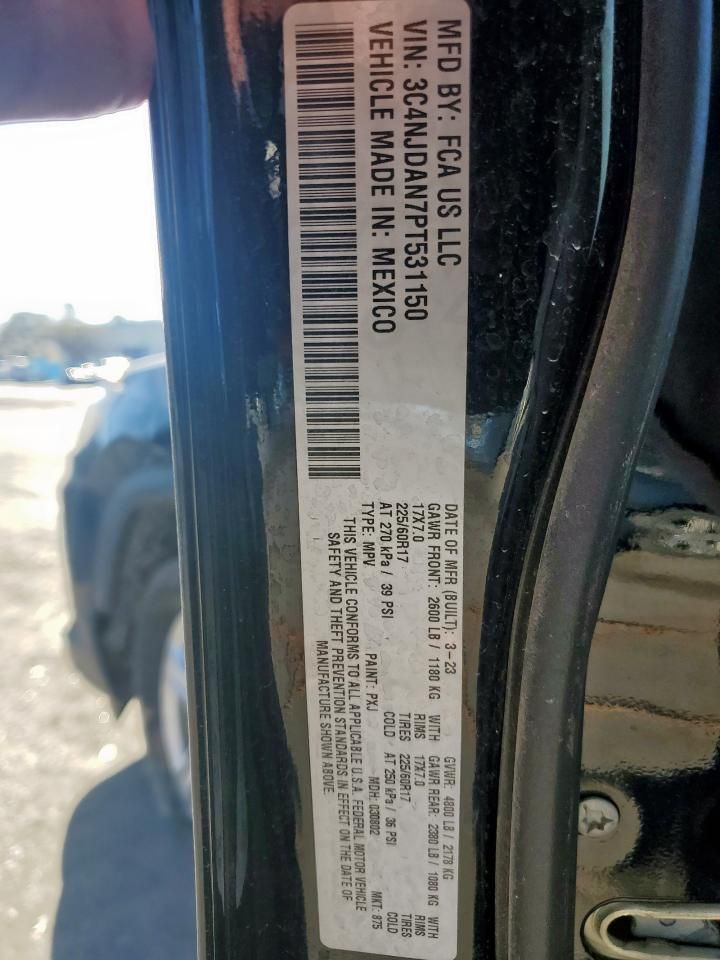 MFD BY: FCA US LLC
VIN: 3C4NJDAN7PT531150
VEHICLE MADE IN: MEXICO
DATE OF MFR (BUILT): 3-23 GVWR: 4800 LB / 2178 KG
GAWR FRONT: 2600 LB / 1180 KG WITH GAWR REAR: 2380 LB / 1080 KG WITH
17X7.0 RIMS 17X7.0 RIMS
225/60R17 TIRES 225/60R17 TIRES
AT 270 kPa / 39 PSI COLD AT 250 kPa / 36 PSI COLD
TYPE: MPV PAINT: PXJ MDH: 030802 MKT: 875
THIS VEHICLE CONFORMS TO ALL APPLICABLE U.S.A. FEDERAL MOTOR VEHICLE
SAFETY AND THEFT PREVENTION STANDARDS IN EFFECT ON THE DATE OF
MANUFACTURE SHOWN ABOVE.